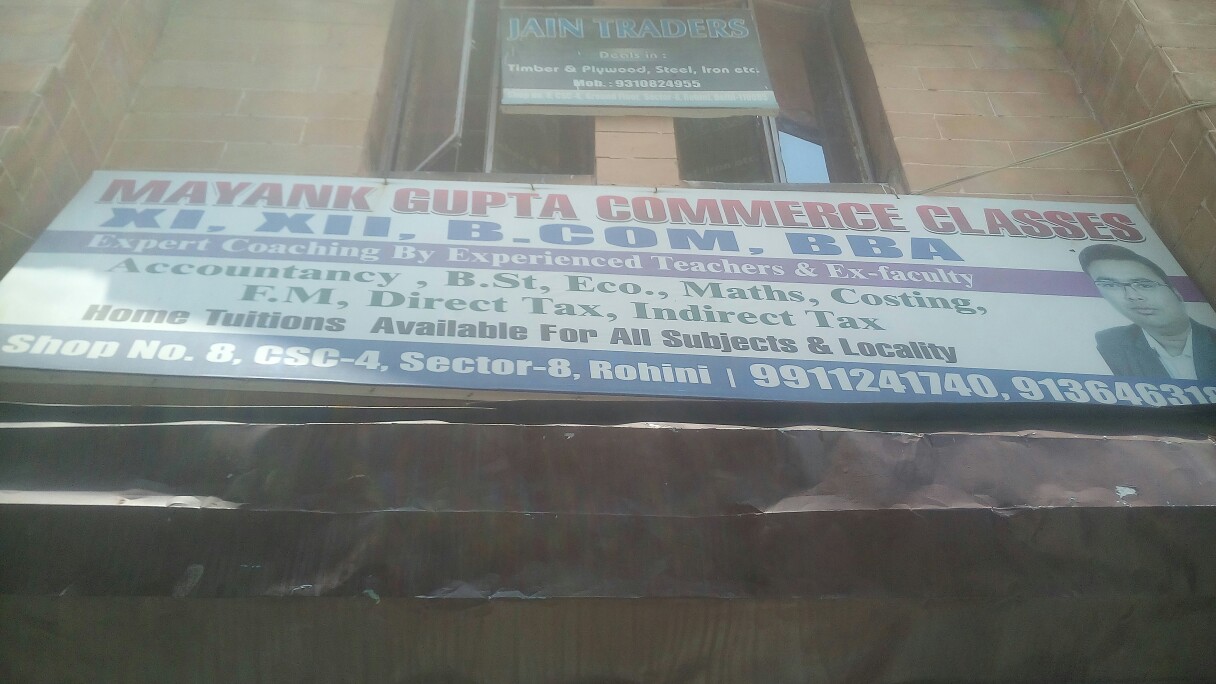 JAIN TRADERS
Deals in :
Timber & Plywood, Steel, Iron etc.
Mob. : 9310824955
MAYANK GUPTA COMMERCE CLASSES
XI, XII, B.COM, BBA
Expert Coaching By Experienced Teachers & Ex-faculty
Accountancy , B.St, Eco., Maths, Costing,
F.M, Direct Tax, Indirect Tax
Home Tuitions Available For All Subjects & Locality
Shop No. 8, CSC-4, Sector-8, Rohini | 9911241740,